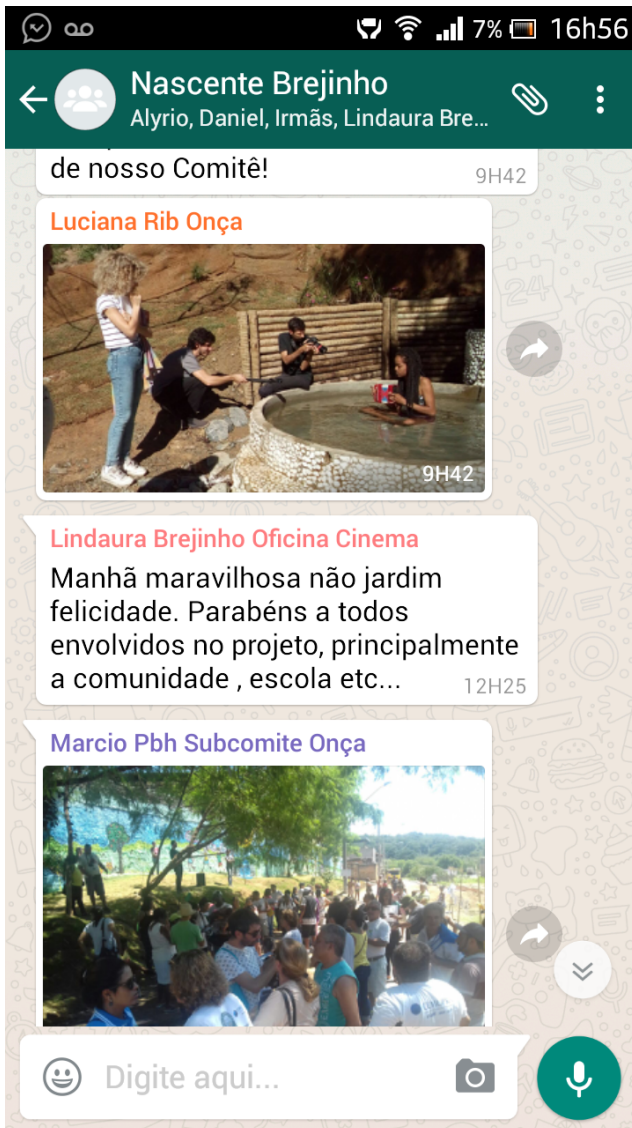 7% 16h56
Nascente Brejinho
Alyrio, Daniel, Irmãs, Lindaura Bre...
de nosso Comitê!
9H42
Luciana Rib Onça
9H42
Lindaura Brejinho Oficina Cinema
Manhã maravilhosa não jardim
felicidade. Parabéns a todos
envolvidos no projeto, principalmente
a comunidade , escola etc...
12H25
Marcio Pbh Subcomite Onça
Digite aqui...